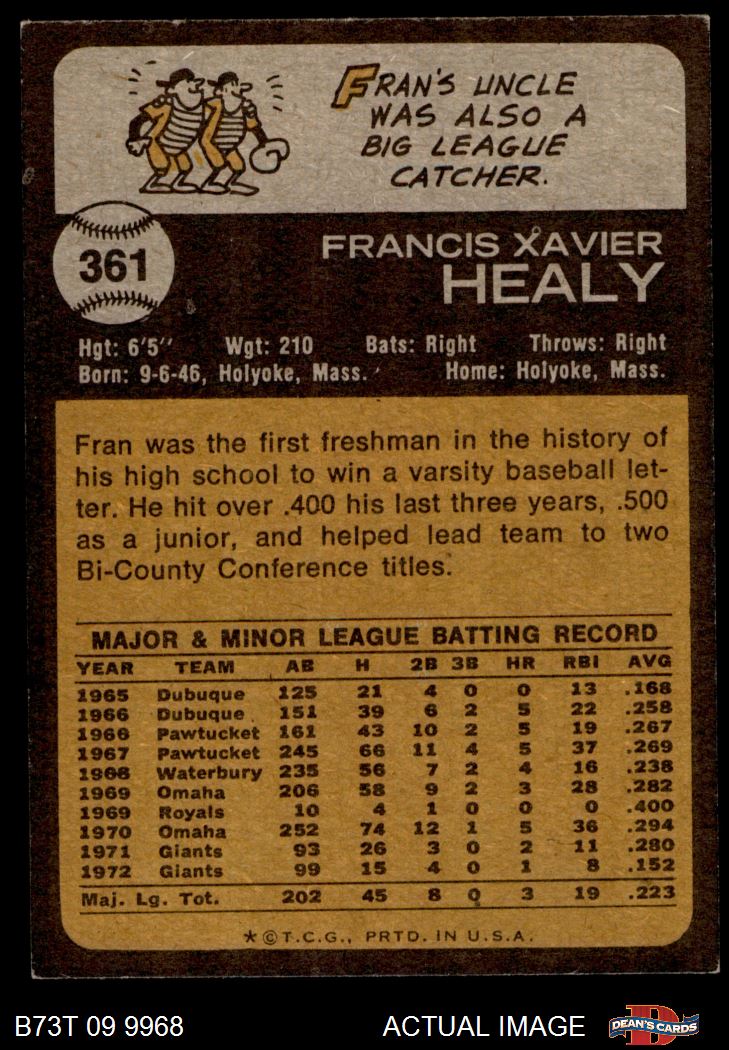 FRAN'S UNCLE
WAS ALSO A
BIG LEAGUE
CATCHER.
361
FRANCIS XAVIER
HEALY
Hgt: 6'5" Wgt: 210 Bats: Right Throws: Right
Born: 9-6-46, Holyoke, Mass. Home: Holyoke, Mass.
Fran was the first freshman in the history of
his high school to win a varsity baseball let-
ter. He hit over .400 his last three years, .500
as a junior, and helped lead team to two
Bi-County Conference titles.
MAJOR & MINOR LEAGUE BATTING RECORD
YEAR TEAM AB H 2B 3B HR RBI AVG
1965 Dubuque 125 21 4 0 0 13 .168
1966 Dubuque 151 39 6 2 5 22 .258
1966 Pawtucket 161 43 10 2 5 19 .267
1967 Pawtucket 245 66 11 4 5 37 .269
1968 Waterbury 235 56 7 2 4 16 .238
1969 Omaha 206 58 9 2 3 28 .282
1969 Royals 10 4 1 0 0 0 .400
1970 Omaha 252 74 12 1 5 36 .294
1971 Giants 93 26 3 0 2 11 .280
1972 Giants 99 15 4 0 1 8 .152
Maj. Lg. Tot. 202 45 8 0 3 19 .223
★©T.C.G., PRTD. IN U.S.A.
B73T 09 9968 ACTUAL IMAGE DEAN'S CARDS